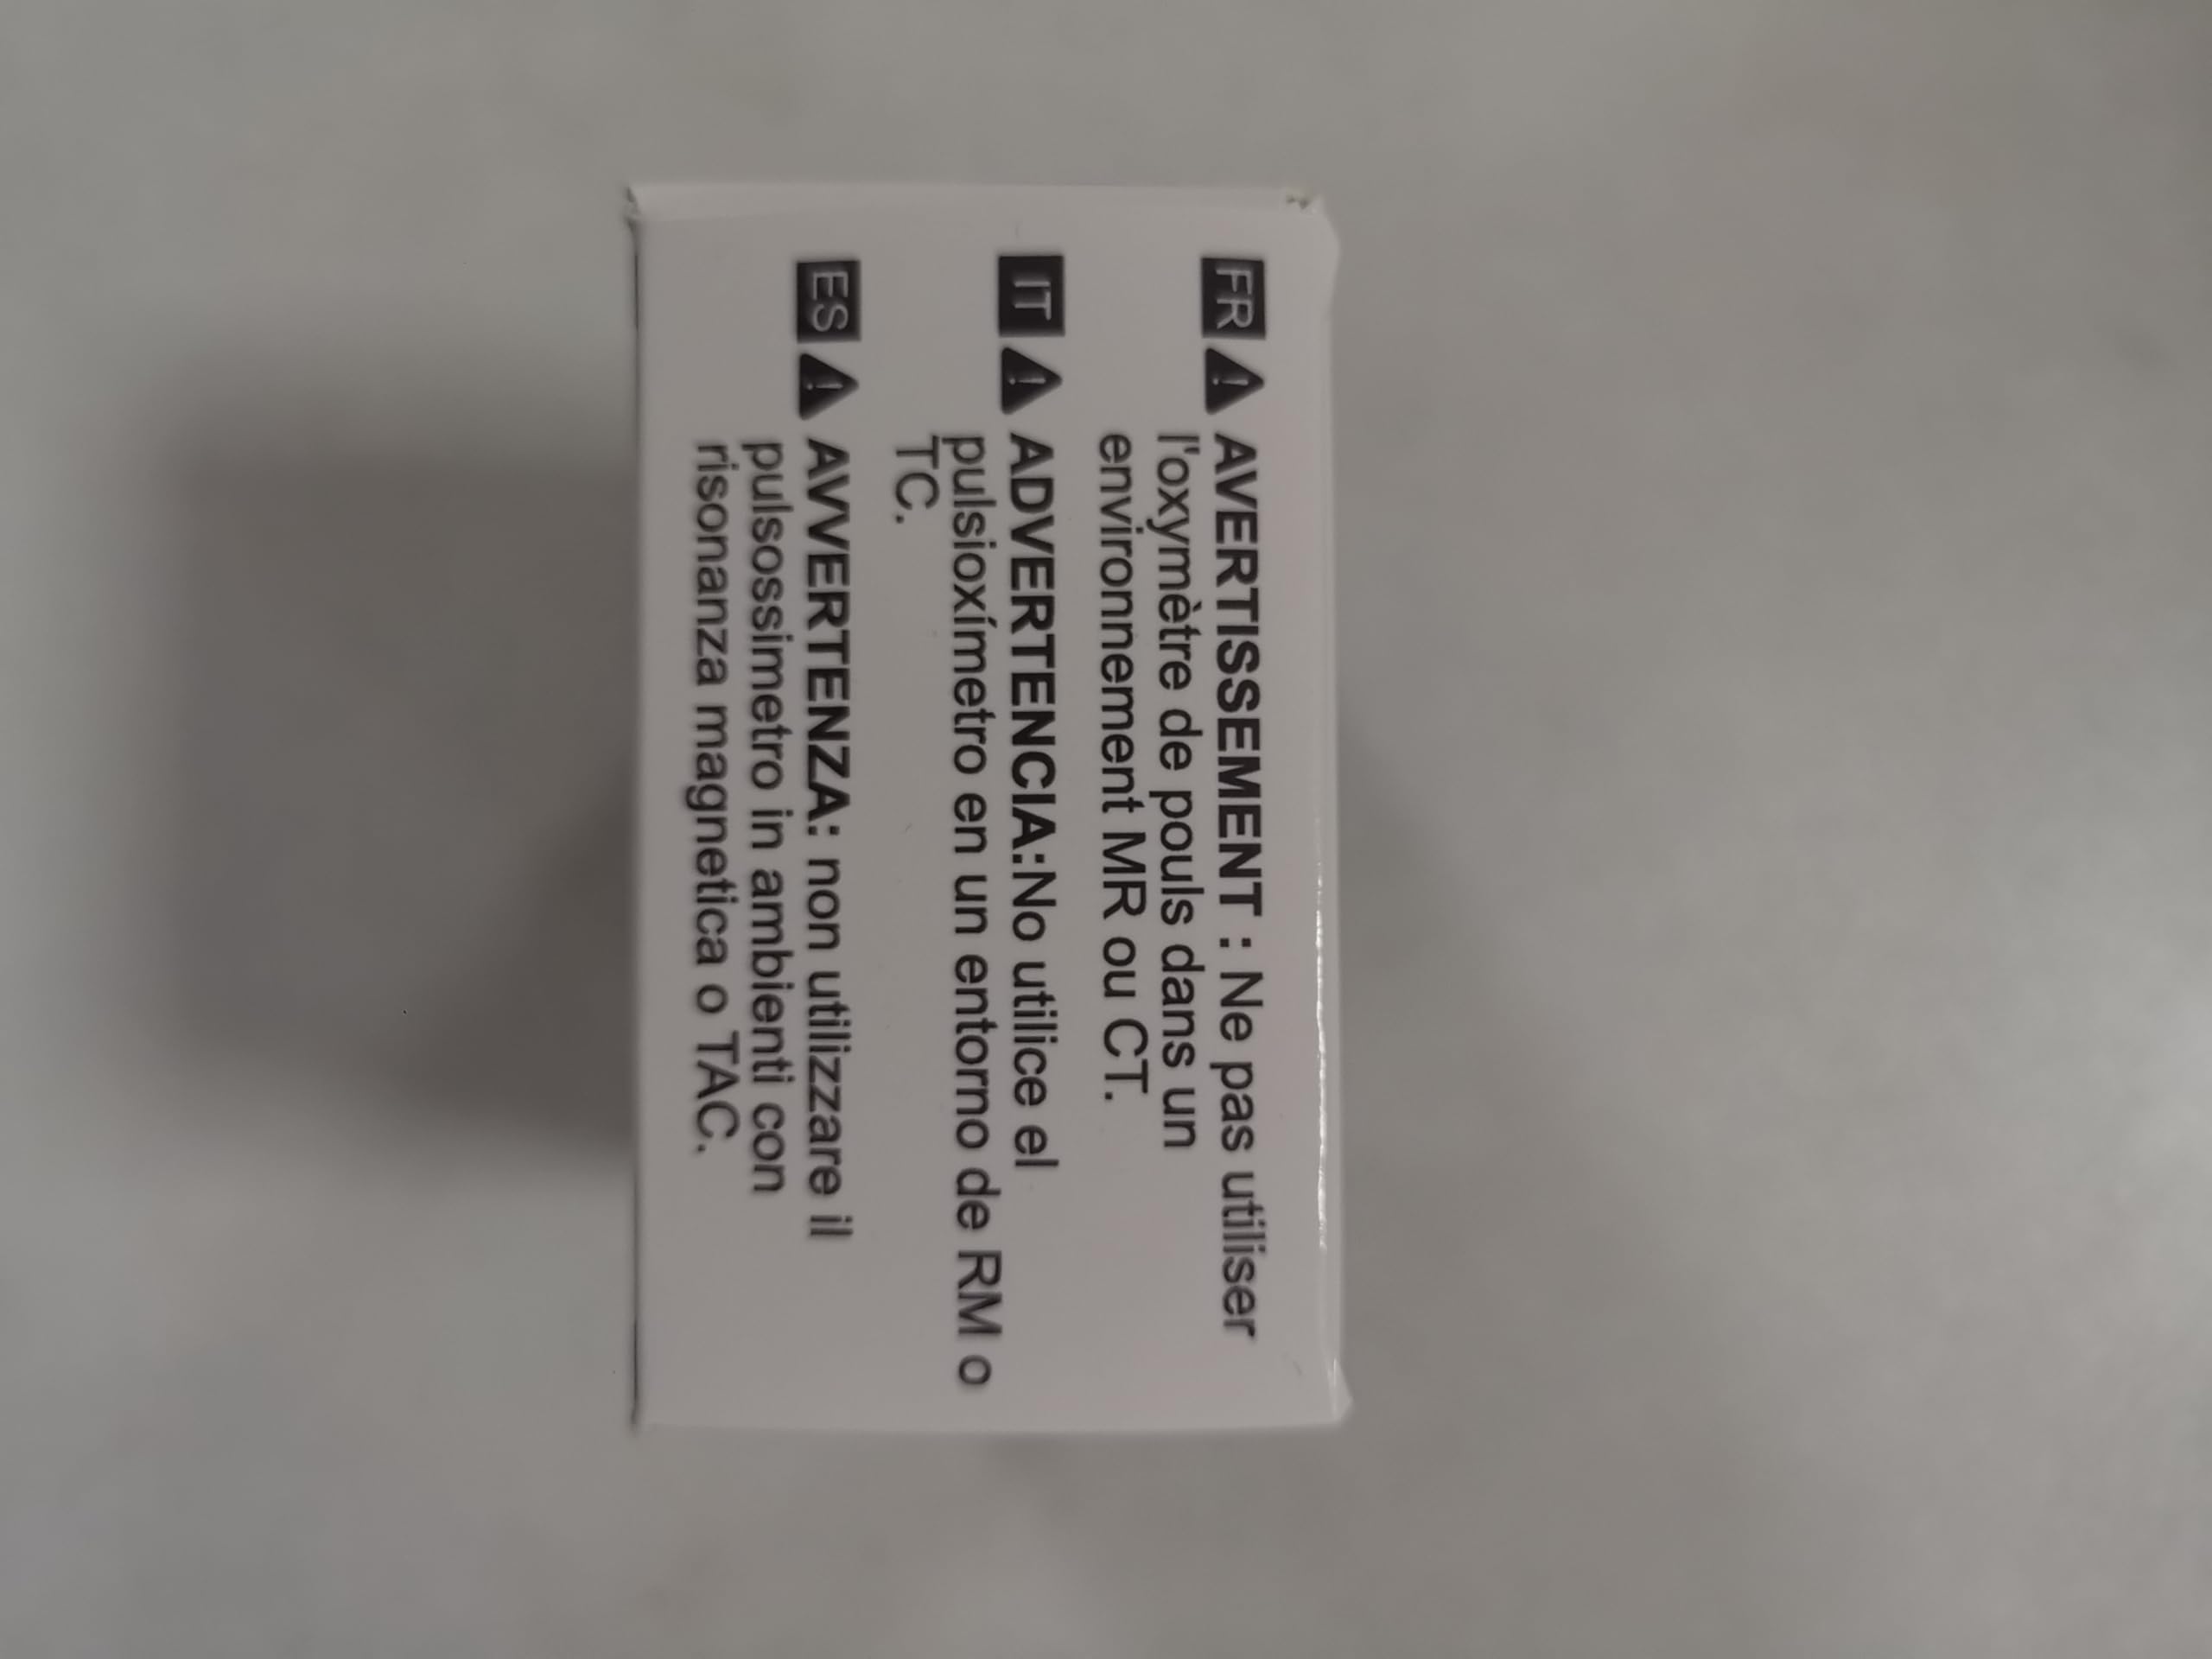 FR AVERTISSEMENT : Ne pas utiliser
l'oxymètre de pouls dans un
environnement MR ou CT.
IT ADVERTENCIA:No utilice el
pulsioxímetro en un entorno de RM o
TC.
ES AVVERTENZA: non utilizzare il
pulsossimetro in ambienti con
risonanza magnetica o TAC.